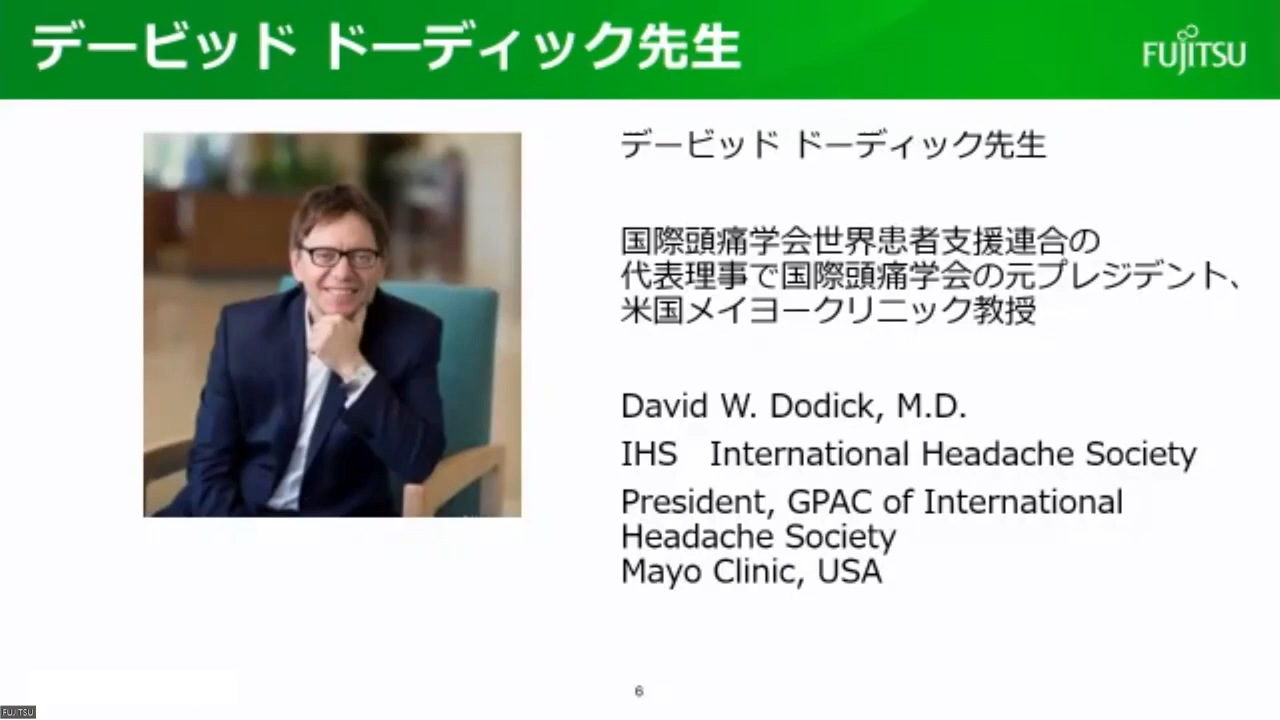 デービッド ドーディック先生
FUJITSU
デービッド ドーディック先生
国際頭痛学会世界患者支援連合の
代表理事で国際頭痛学会の元プレジデント、
米国メイヨークリニック教授
David W. Dodick, M.D.
IHS　International Headache Society
President, GPAC of International
Headache Society
Mayo Clinic, USA
6
FUJITSU